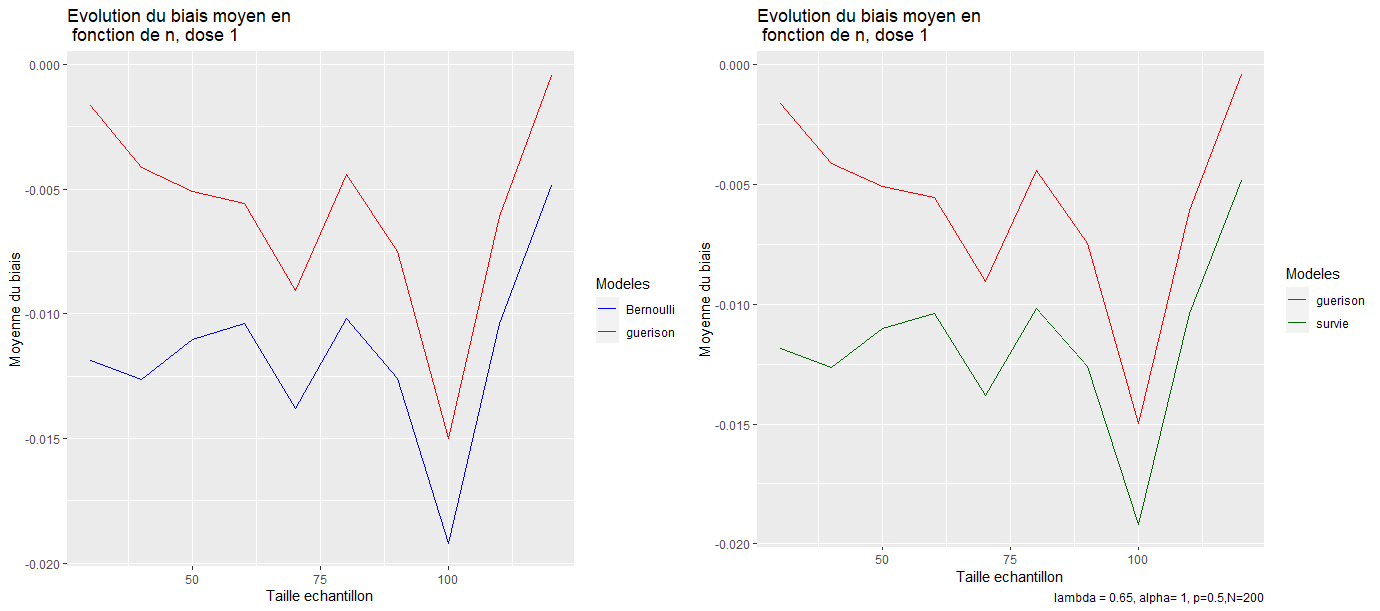 Evolution du biais moyen en
fonction de n, dose 1
Moyenne du biais
0.000
-0.005
-0.010
-0.015
-0.020
50
75
100
Taille echantillon
Modeles
Bernoulli
guerison
Evolution du biais moyen en
fonction de n, dose 1
Moyenne du biais
0.000
-0.005
-0.010
-0.015
-0.020
50
75
100
Taille echantillon
Modeles
guerison
survie
lambda = 0.65, alpha= 1, p=0.5,N=200